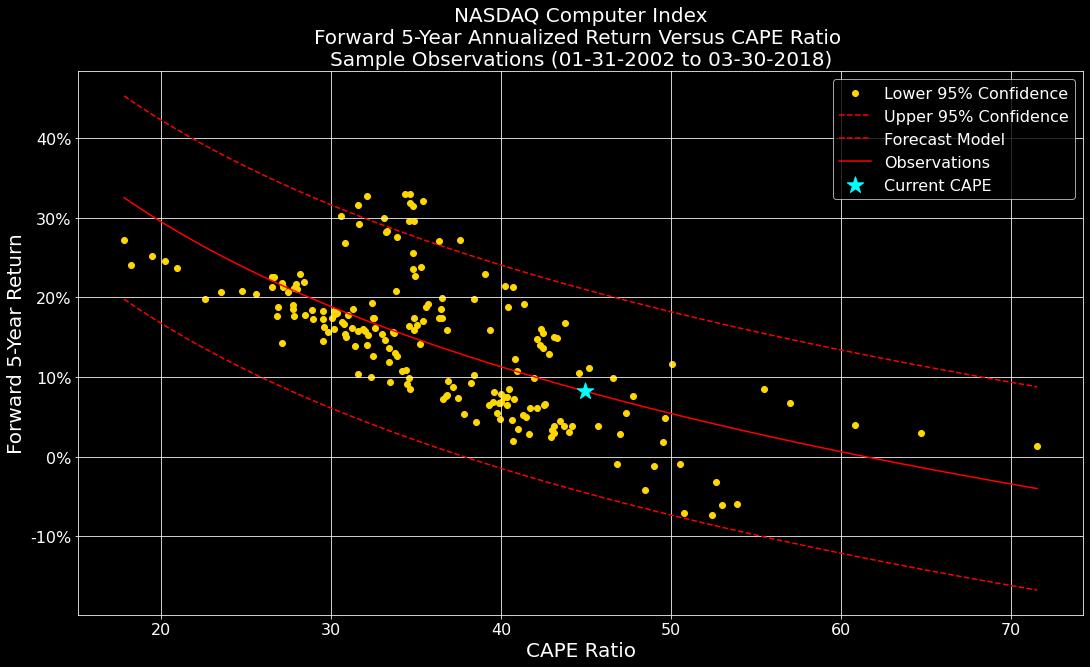 NASDAQ Computer Index
Forward 5-Year Annualized Return Versus CAPE Ratio
Sample Observations (01-31-2002 to 03-30-2018)
Lower 95% Confidence
Upper 95% Confidence
Forecast Model
Observations
Current CAPE
Forward 5-Year Return
40%
30%
20%
10%
0%
-10%
20 30 40 50 60 70
CAPE Ratio